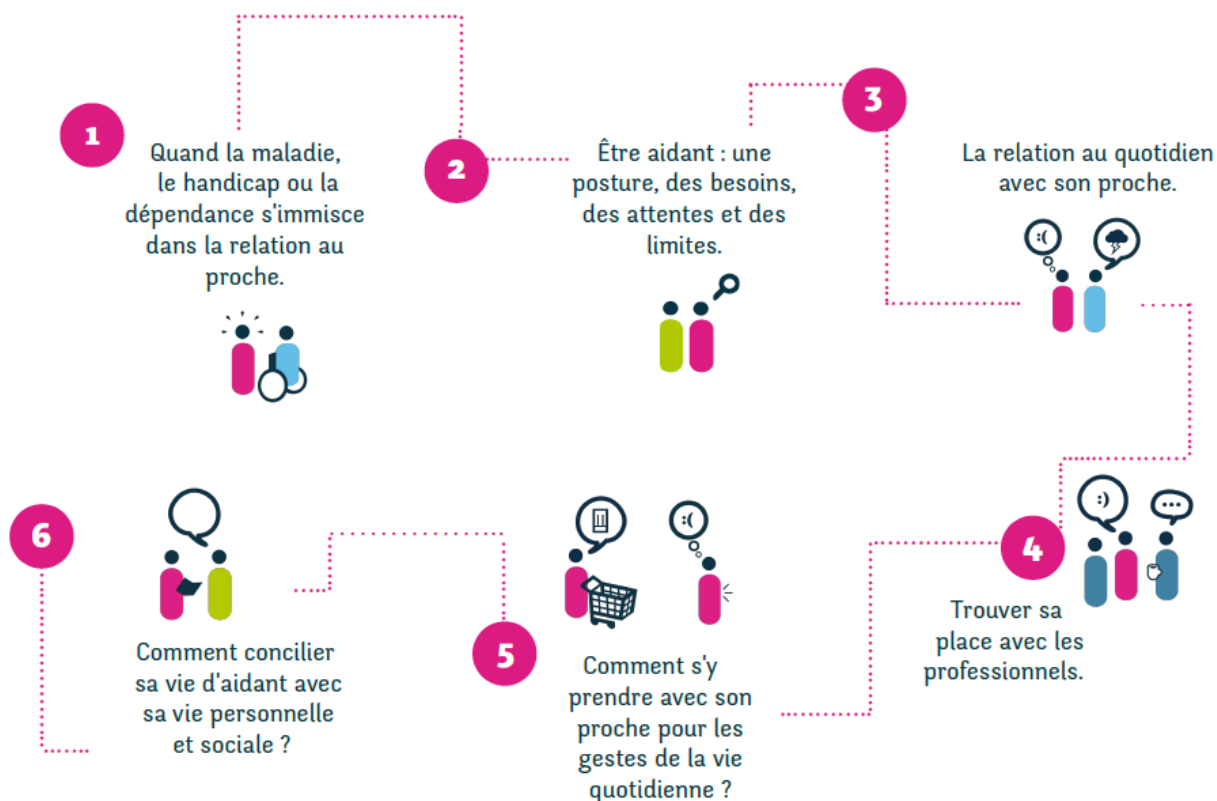 1
Quand la maladie,
le handicap ou la
dépendance s'immisce
dans la relation au
proche.
2
Être aidant : une
posture, des besoins,
des attentes et des
limites.
3
La relation au quotidien
avec son proche.
:(
4
:)
...
Trouver sa
place avec les
professionnels.
5
:(
Comment s'y
prendre avec son
proche pour les
gestes de la vie
quotidienne ?
6
Comment concilier
sa vie d'aidant avec
sa vie personnelle
et sociale ?